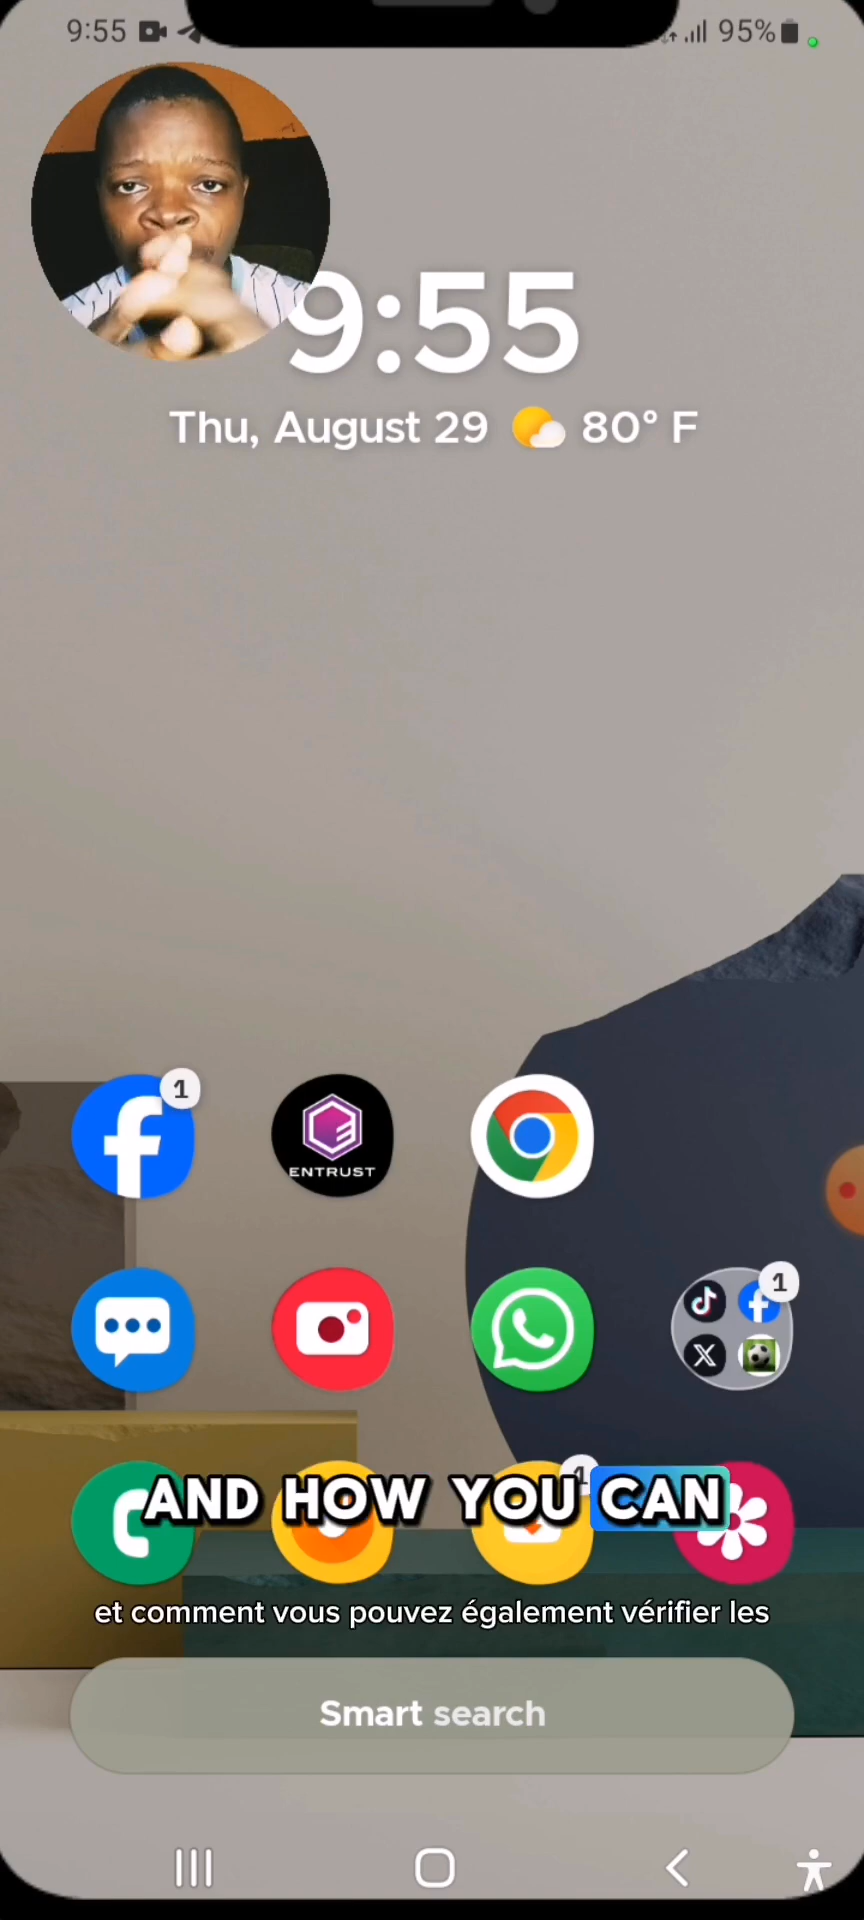 9:55
95%
9:55
Thu, August 29 80° F
1
ENTRUST
1
1
AND HOW YOU CAN
et comment vous pouvez également vérifier les
Smart search